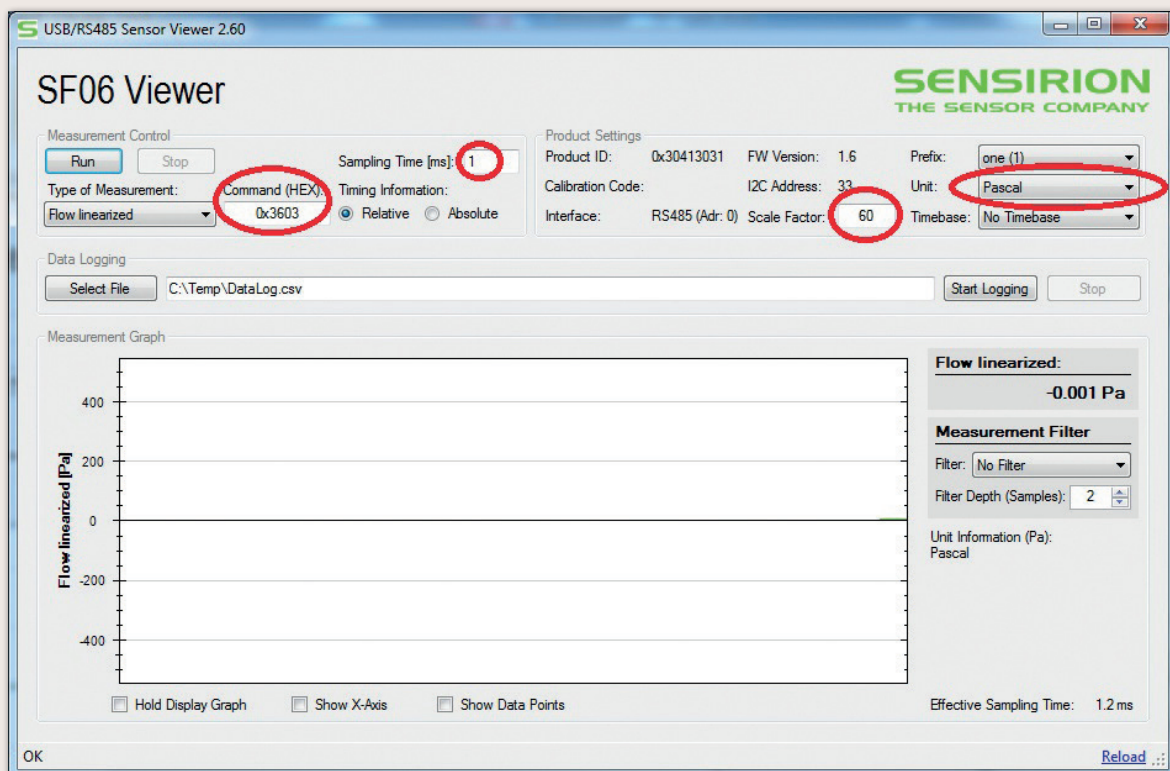 USB/RS485 Sensor Viewer 2.60
SF06 Viewer
SENSIRION
THE SENSOR COMPANY
Measurement Control
Run
Stop
Sampling Time [ms]: 1
Type of Measurement:
Command (HEX):
Timing Information:
Flow linearized
0x3603
Relative
Absolute
Product Settings
Product ID: 0x30413031
FW Version: 1.6
Prefix: one (1)
Calibration Code:
I2C Address: 33
Unit: Pascal
Interface: RS485 (Adr: 0)
Scale Factor: 60
Timebase: No Timebase
Data Logging
Select File
C:\Temp\DataLog.csv
Start Logging
Stop
Measurement Graph
Flow linearized [Pa]
400
200
0
-200
-400
Flow linearized:
-0.001 Pa
Measurement Filter
Filter: No Filter
Filter Depth (Samples): 2
Unit Information (Pa):
Pascal
Hold Display Graph
Show X-Axis
Show Data Points
Effective Sampling Time: 1.2 ms
OK
Reload